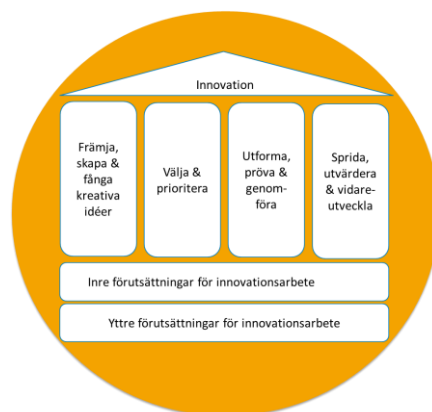 Innovation
Främja,
skapa &
fånga
kreativa
idéer
Välja &
prioritera
Utforma,
pröva &
genom-
föra
Sprida,
utvärdera
& vidare-
utveckla
Inre förutsättningar för innovationsarbete
Yttre förutsättningar för innovationsarbete